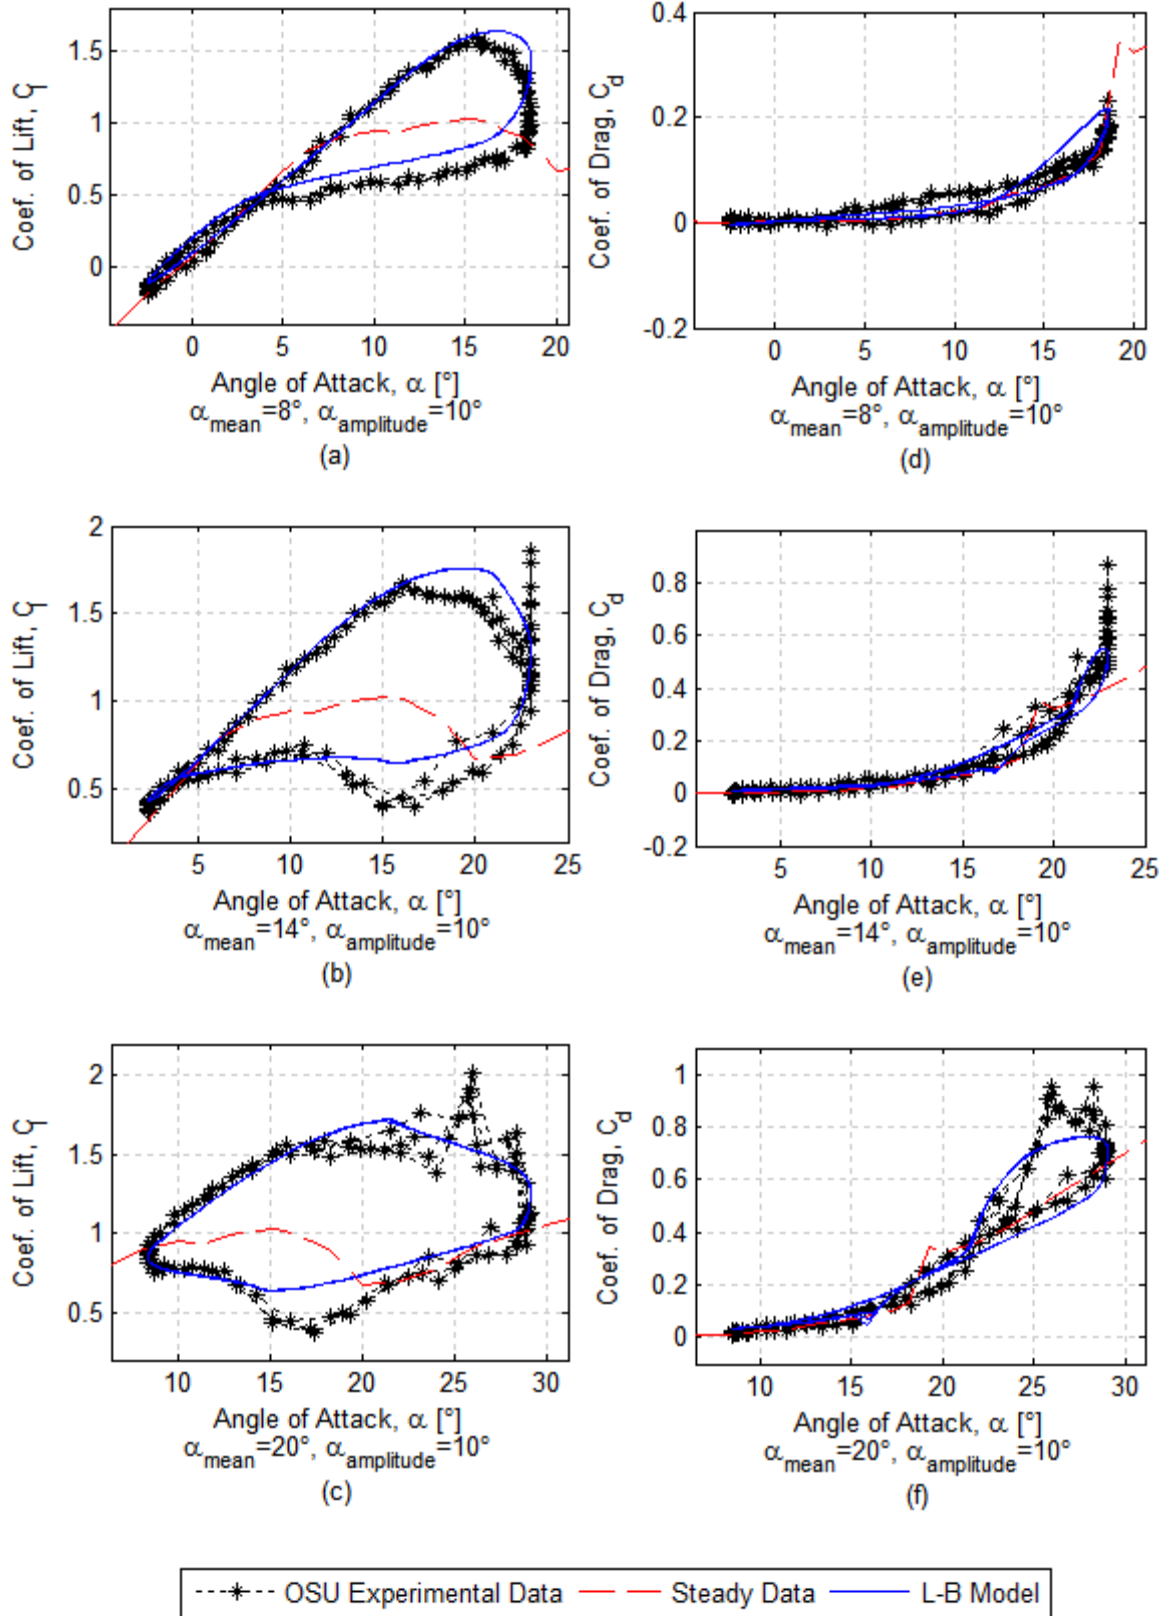 Coef. of Lift, Cl
1.5
1
0.5
0
0 5 10 15 20
Angle of Attack, α [°]
αmean=8°, αamplitude=10°
(a)
Coef. of Drag, Cd
0.4
0.2
0
-0.2
0 5 10 15 20
Angle of Attack, α [°]
αmean=8°, αamplitude=10°
(d)
Coef. of Lift, Cl
2
1.5
1
0.5
5 10 15 20 25
Angle of Attack, α [°]
αmean=14°, αamplitude=10°
(b)
Coef. of Drag, Cd
0.8
0.6
0.4
0.2
0
-0.2
5 10 15 20 25
Angle of Attack, α [°]
αmean=14°, αamplitude=10°
(e)
Coef. of Lift, Cl
2
1.5
1
0.5
10 15 20 25 30
Angle of Attack, α [°]
αmean=20°, αamplitude=10°
(c)
Coef. of Drag, Cd
1
0.8
0.6
0.4
0.2
0
10 15 20 25 30
Angle of Attack, α [°]
αmean=20°, αamplitude=10°
(f)
OSU Experimental Data Steady Data L-B Model